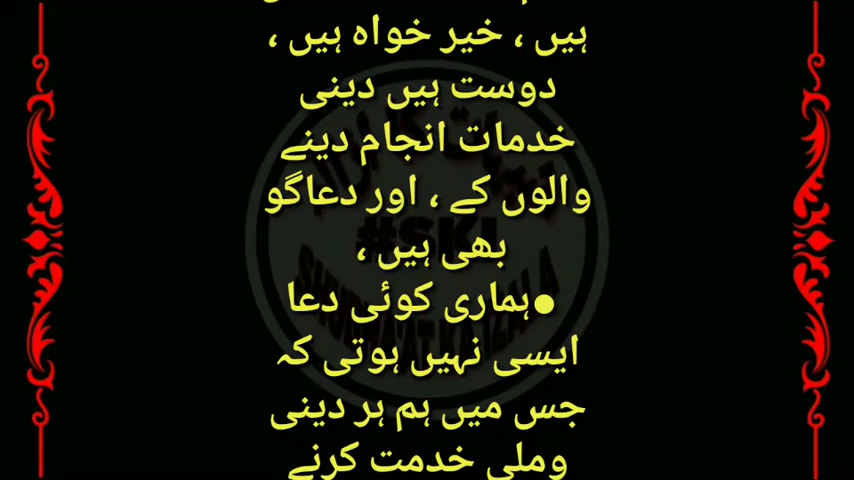 ہیں ، خیر خواہ ہیں ،
دوست ہیں دینی
خدمات انجام دینے
والوں کے ، اور دعاگو
بھی ہیں ،
●ہماری کوئی دعا
ایسی نہیں ہوتی کہ
جس میں ہم ہر دینی
وملی خدمت کرنے
#SKI